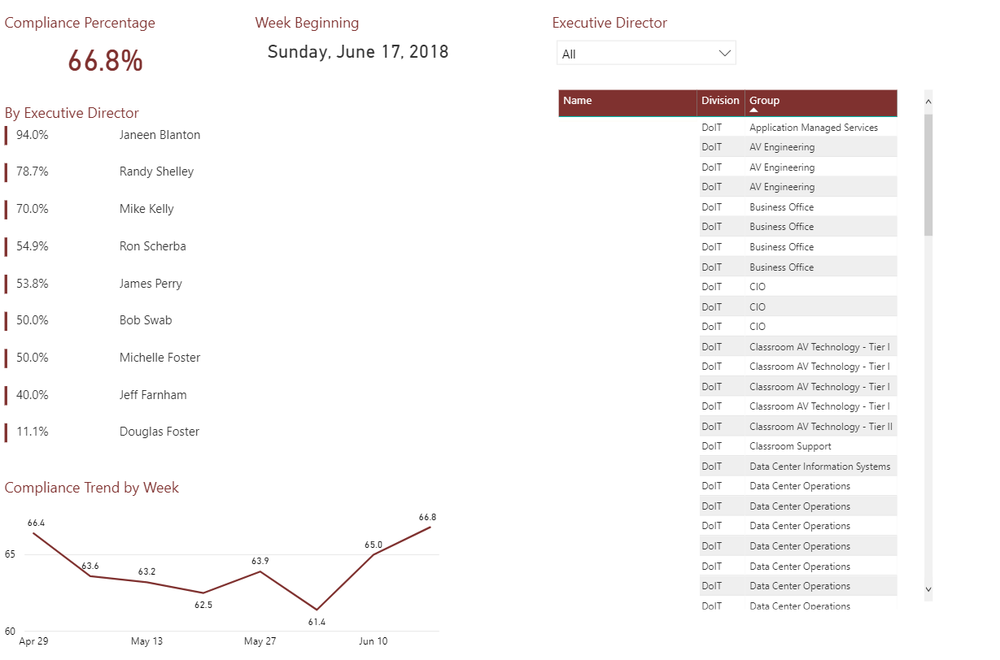 Compliance Percentage
66.8%
Week Beginning
Sunday, June 17, 2018
Executive Director
All
By Executive Director
94.0% Janeen Blanton
78.7% Randy Shelley
70.0% Mike Kelly
54.9% Ron Scherba
53.8% James Perry
50.0% Bob Swab
50.0% Michelle Foster
40.0% Jeff Farnham
11.1% Douglas Foster
Compliance Trend by Week
66.4
63.6
63.2
62.5
63.9
61.4
65.0
66.8
65
60
Apr 29 May 13 May 27 Jun 10
Name Division Group
DoIT Application Managed Services
DoIT AV Engineering
DoIT AV Engineering
DoIT AV Engineering
DoIT Business Office
DoIT Business Office
DoIT Business Office
DoIT Business Office
DoIT CIO
DoIT CIO
DoIT CIO
DoIT Classroom AV Technology - Tier I
DoIT Classroom AV Technology - Tier I
DoIT Classroom AV Technology - Tier I
DoIT Classroom AV Technology - Tier I
DoIT Classroom AV Technology - Tier II
DoIT Classroom Support
DoIT Data Center Information Systems
DoIT Data Center Operations
DoIT Data Center Operations
DoIT Data Center Operations
DoIT Data Center Operations
DoIT Data Center Operations
DoIT Data Center Operations
DoIT Data Center Operations